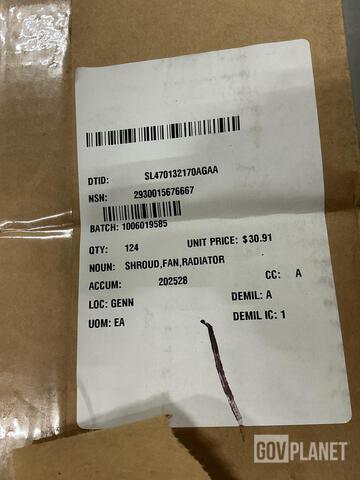 DTID: SL470132170AGAA
NSN: 2930015676667
BATCH: 1006019585
QTY: 124 UNIT PRICE: $30.91
NOUN: SHROUD,FAN,RADIATOR
ACCUM: 202528 CC: A
LOC: GENN DEMIL: A
UOM: EA DEMIL IC: 1
GOVPLANET